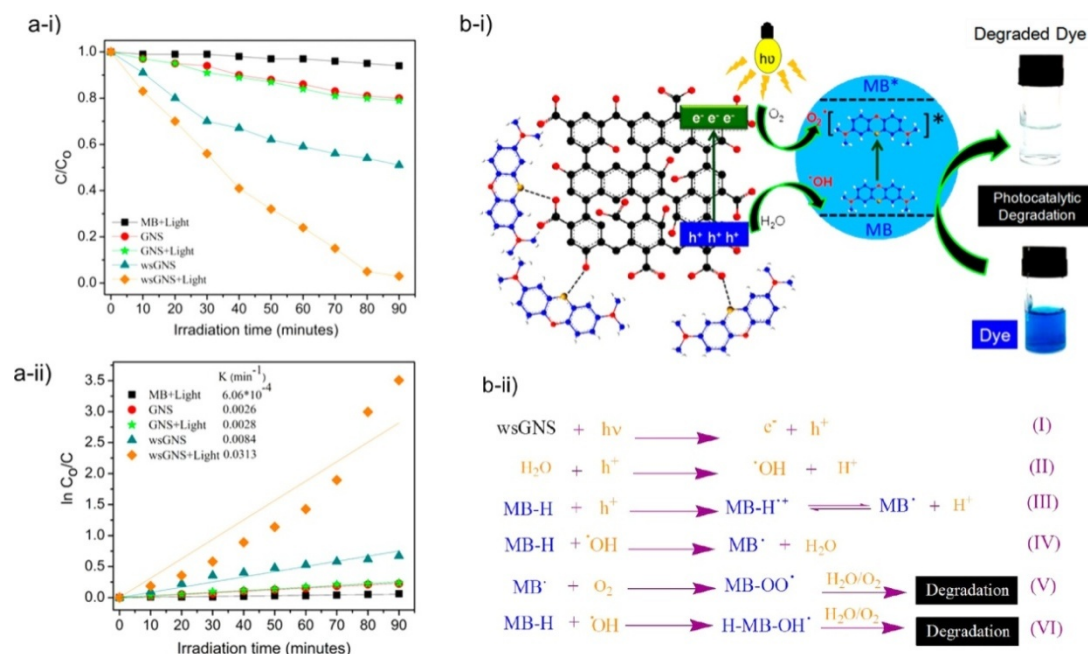 a-i)
C/C₀
1.0
0.8
0.6
0.4
0.2
0.0
MB+Light
GNS
GNS+Light
wsGNS
wsGNS+Light
0 10 20 30 40 50 60 70 80 90
Irradiation time (minutes)
a-ii)
ln C₀/C
3.5
3.0
2.5
2.0
1.5
1.0
0.5
0.0
K (min⁻¹)
MB+Light 6.06*10⁻⁴
GNS 0.0026
GNS+Light 0.0028
wsGNS 0.0084
wsGNS+Light 0.0313
0 10 20 30 40 50 60 70 80 90
Irradiation time (minutes)
b-i)
hυ
e⁻ e⁻ e⁻
O₂
O₂˙
MB*
[ ]*
˙OH
h⁺ h⁺ h⁺
H₂O
MB
Degraded Dye
Photocatalytic
Degradation
Dye
b-ii)
wsGNS + hν e⁻ + h⁺ (I)
H₂O + h⁺ ˙OH + H⁺ (II)
MB-H + h⁺ MB-H˙⁺ MB˙ + H⁺ (III)
MB-H + ˙OH MB˙ + H₂O (IV)
MB˙ + O₂ MB-OO˙ H₂O/O₂ Degradation (V)
MB-H + ˙OH H-MB-OH˙ H₂O/O₂ Degradation (VI)